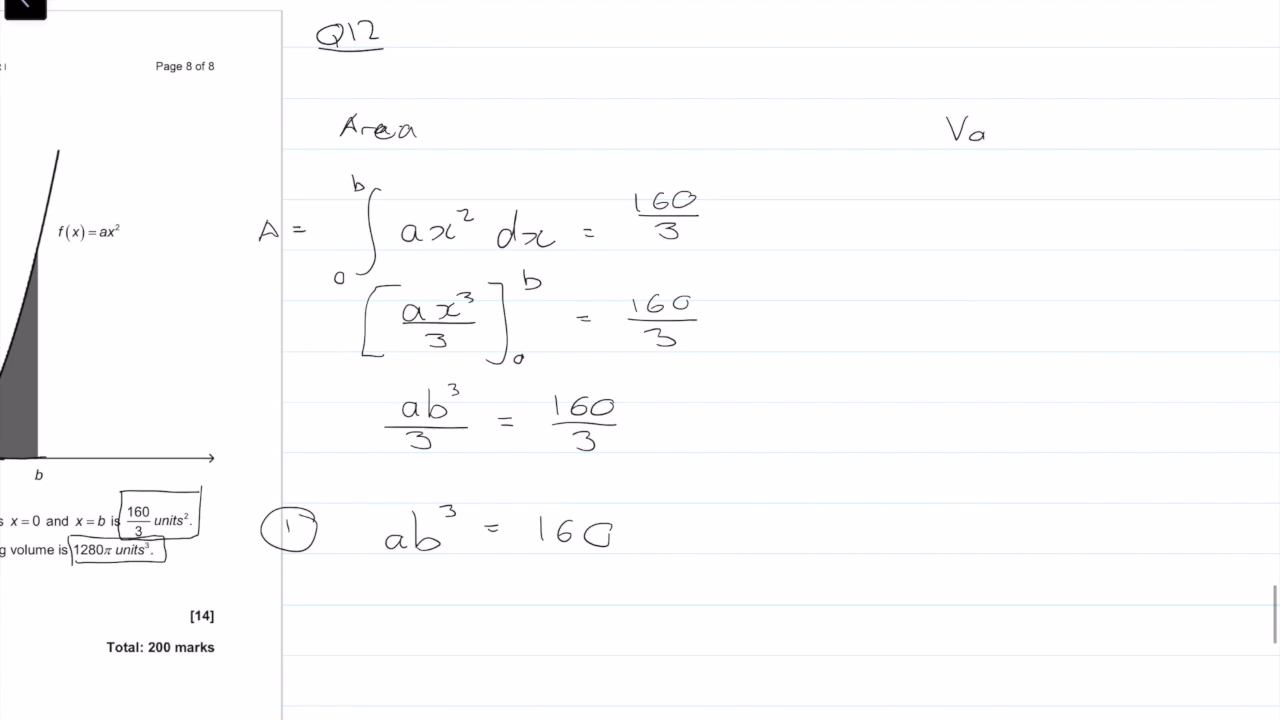 Page 8 of 8
f(x) = ax²
b
x = 0 and x = b is 160/3 units².
volume is 1280π units³.
[14]
Total: 200 marks
Q12
Area
A = ∫₀ᵇ ax² dx = 160/3
[ax³/3]₀ᵇ = 160/3
ab³/3 = 160/3
① ab³ = 160
Vo